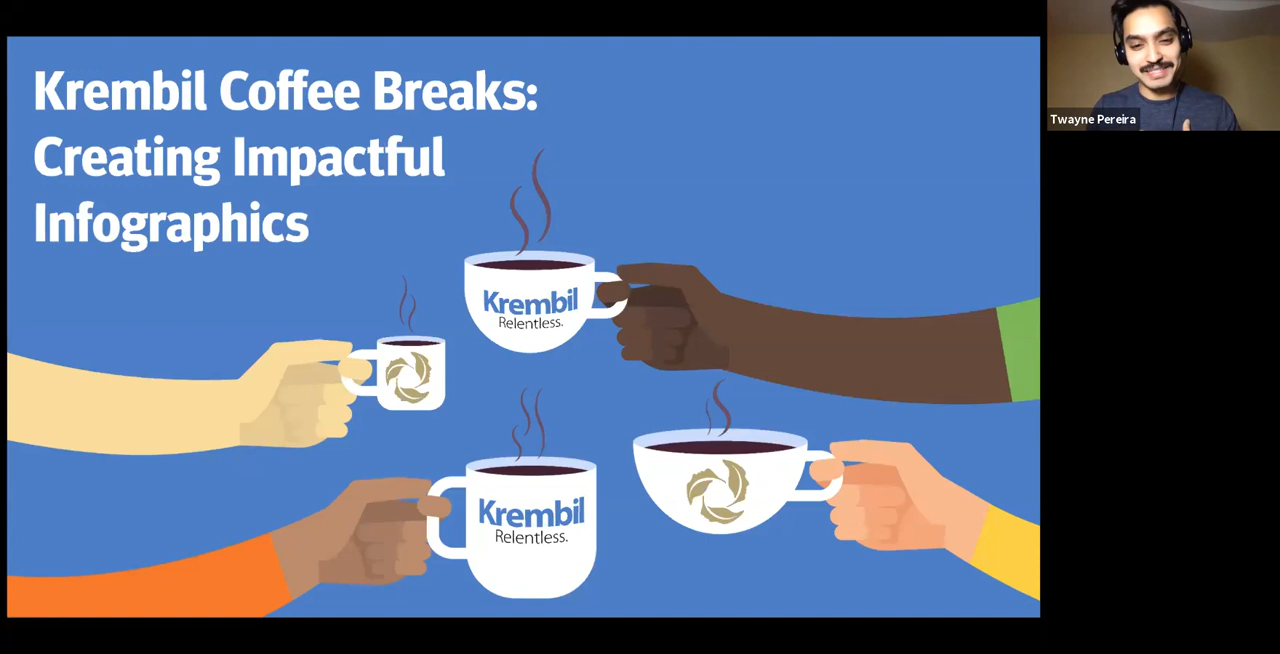 Krembil Coffee Breaks:
Creating Impactful
Infographics
Twayne Pereira
Krembil
Relentless.
Krembil
Relentless.